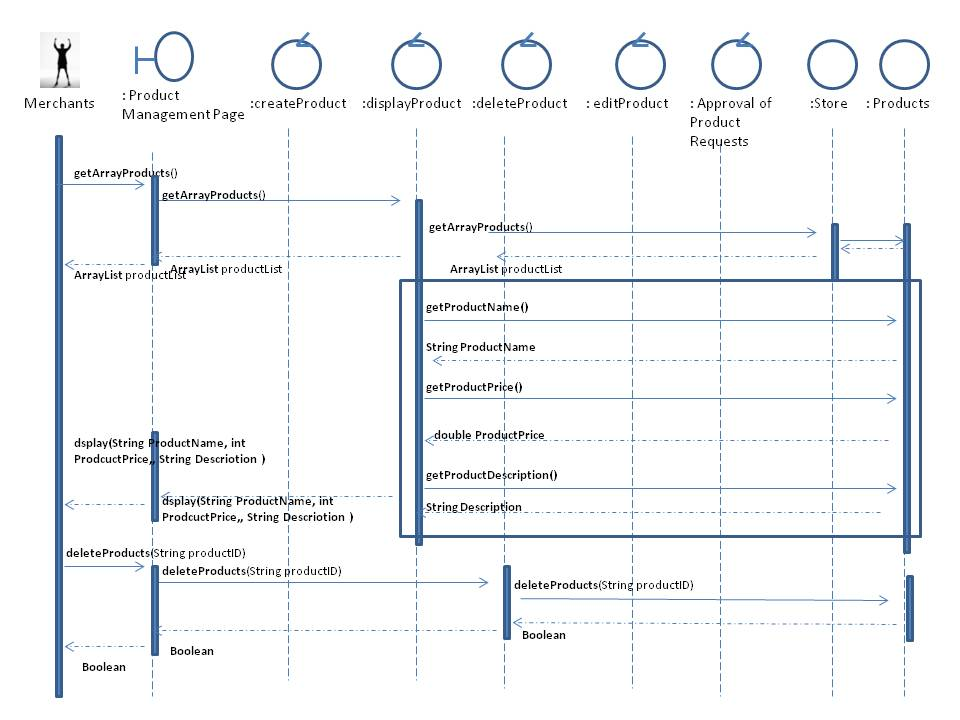 Merchants
: Product
Management Page
:createProduct
:displayProduct
:deleteProduct
: editProduct
: Approval of
Product
Requests
:Store
: Products
getArrayProducts()
getArrayProducts()
getArrayProducts()
ArrayList productList
ArrayList productList
ArrayList productList
getProductName()
String ProductName
getProductPrice()
double ProductPrice
dsplay(String ProductName, int
ProdcuctPrice,, String Descriotion )
getProductDescription()
dsplay(String ProductName, int
ProdcuctPrice,, String Descriotion )
String Description
deleteProducts(String productID)
deleteProducts(String productID)
deleteProducts(String productID)
Boolean
Boolean
Boolean